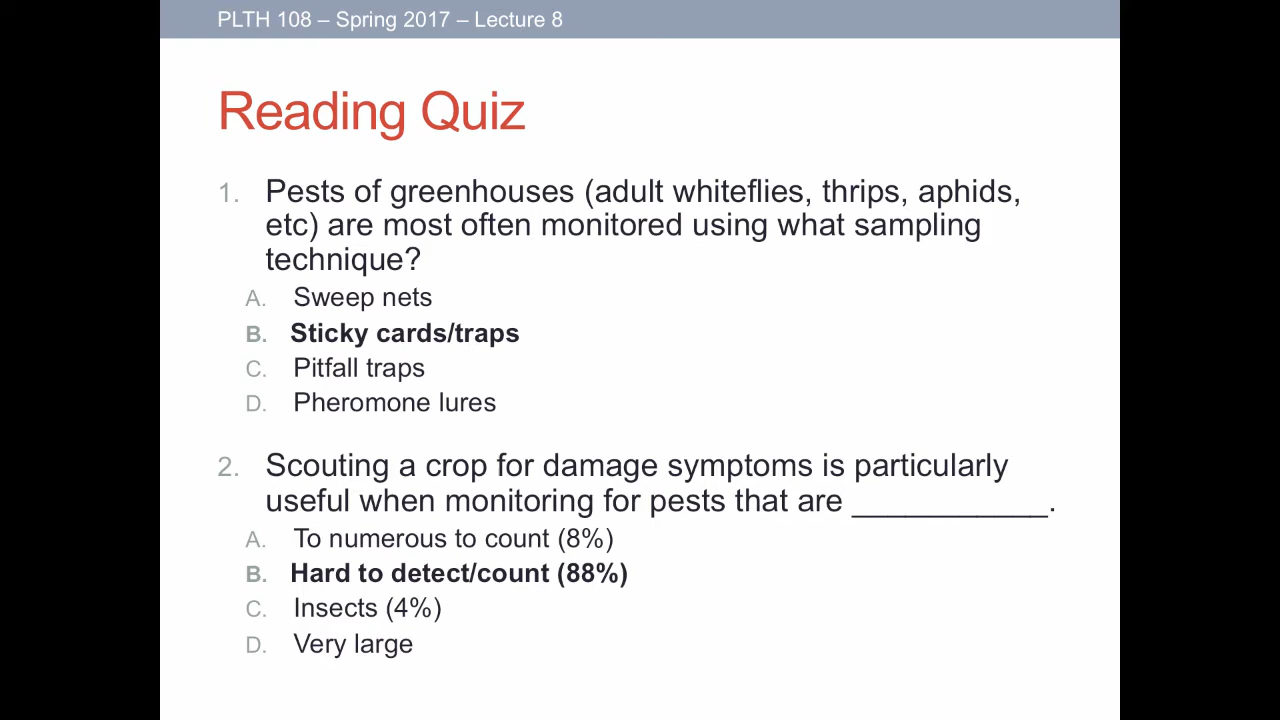 PLTH 108 – Spring 2017 – Lecture 8
Reading Quiz
1. Pests of greenhouses (adult whiteflies, thrips, aphids,
etc) are most often monitored using what sampling
technique?
A. Sweep nets
B. Sticky cards/traps
C. Pitfall traps
D. Pheromone lures
2. Scouting a crop for damage symptoms is particularly
useful when monitoring for pests that are ___________.
A. To numerous to count (8%)
B. Hard to detect/count (88%)
C. Insects (4%)
D. Very large